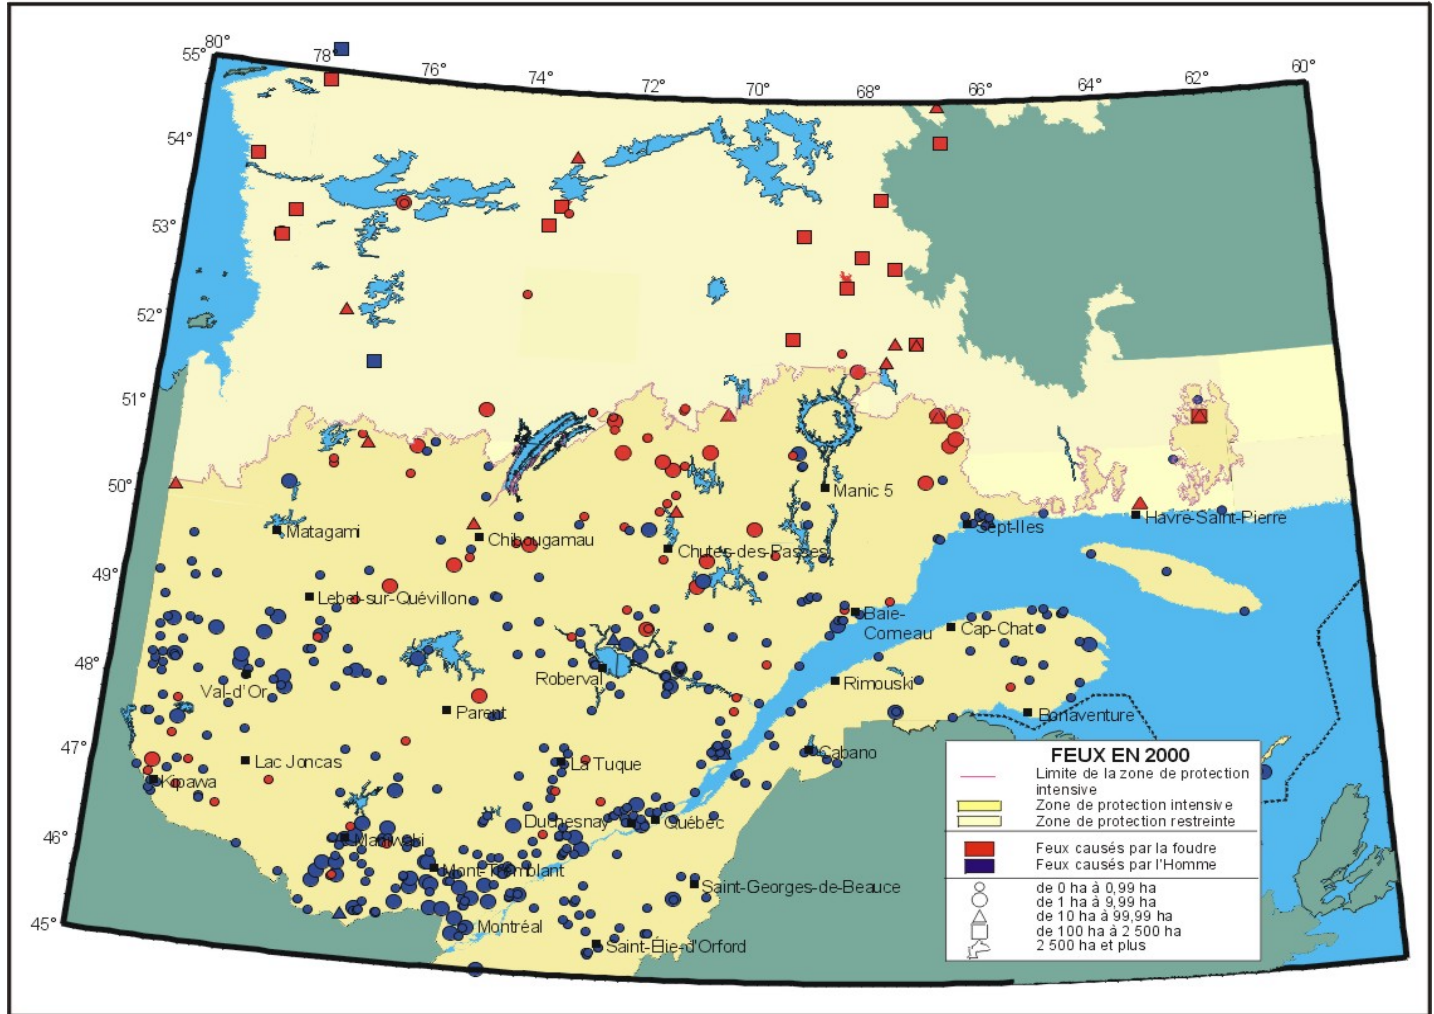 80°
55°
78°
76°
74°
72°
70°
68°
66°
64°
62°
60°
54°
53°
52°
51°
50°
49°
48°
47°
46°
45°
Manic 5
Sept-Iles
Havre-Saint-Pierre
Matagami
Chibougamau
Chutes-des-Passes
Lebel-sur-Quévillon
Baie-
Comeau
Cap-Chat
Roberval
Val-d'Or
Rimouski
Parent
Bonaventure
Cabano
Lac Joncas
La Tuque
Kipawa
Duchesnay
Québec
Maniwaki
Mont-Tremblant
Saint-Georges-de-Beauce
Montréal
Saint-Élie-d'Orford
FEUX EN 2000
Limite de la zone de protection
intensive
Zone de protection intensive
Zone de protection restreinte
Feux causés par la foudre
Feux causés par l'Homme
de 0 ha à 0,99 ha
de 1 ha à 9,99 ha
de 10 ha à 99,99 ha
de 100 ha à 2 500 ha
2 500 ha et plus